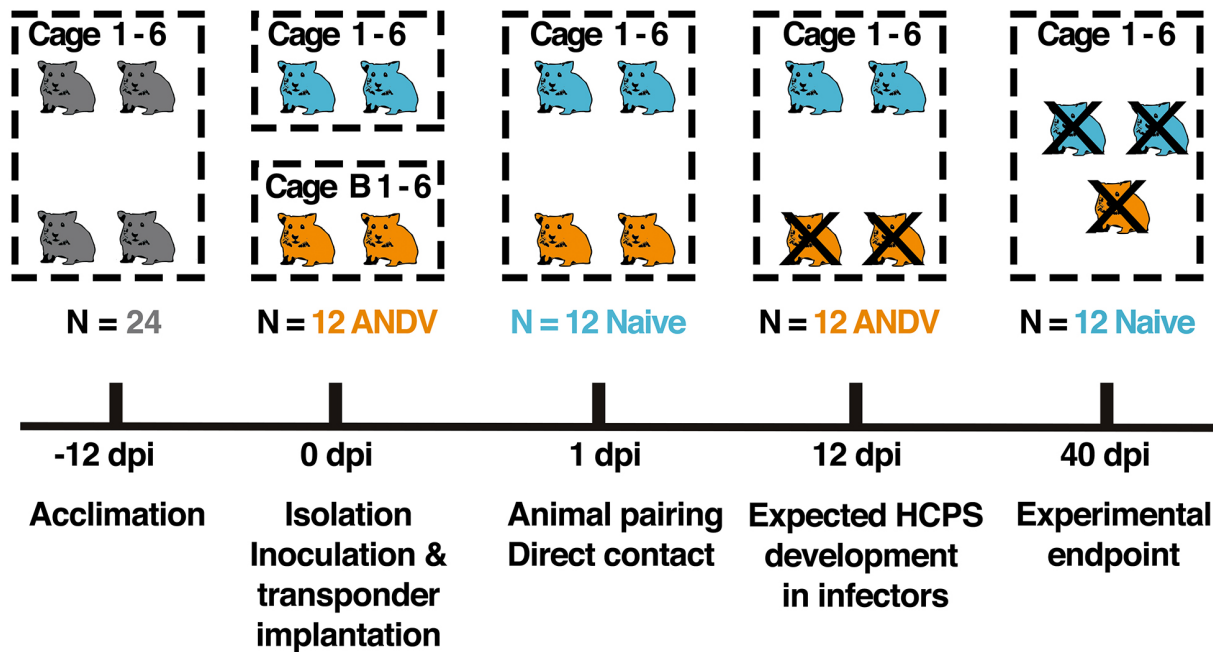 Cage 1-6
Cage 1-6
Cage B 1-6
Cage 1-6
Cage 1-6
Cage 1-6
N = 24
N = 12 ANDV
N = 12 Naive
N = 12 ANDV
N = 12 Naive
-12 dpi
0 dpi
1 dpi
12 dpi
40 dpi
Acclimation
Isolation
Inoculation &
transponder
implantation
Animal pairing
Direct contact
Expected HCPS
development
in infectors
Experimental
endpoint